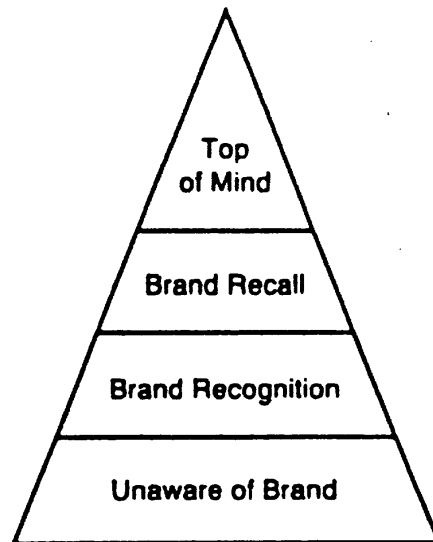 Top
of Mind
Brand Recall
Brand Recognition
Unaware of Brand